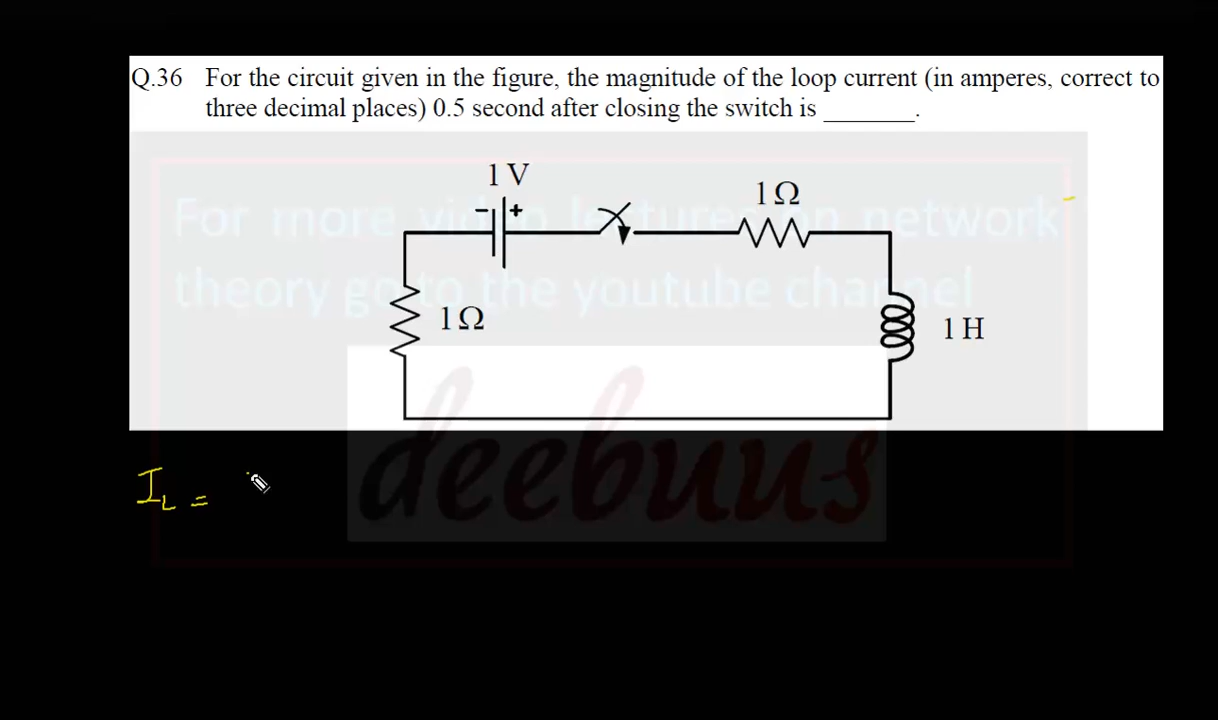 Q.36 For the circuit given in the figure, the magnitude of the loop current (in amperes, correct to
three decimal places) 0.5 second after closing the switch is _______.
1 V
- +
1 Ω
For more video lectures on network
theory go to the youtube channel
1 Ω
1 H
deebuus
I_L =